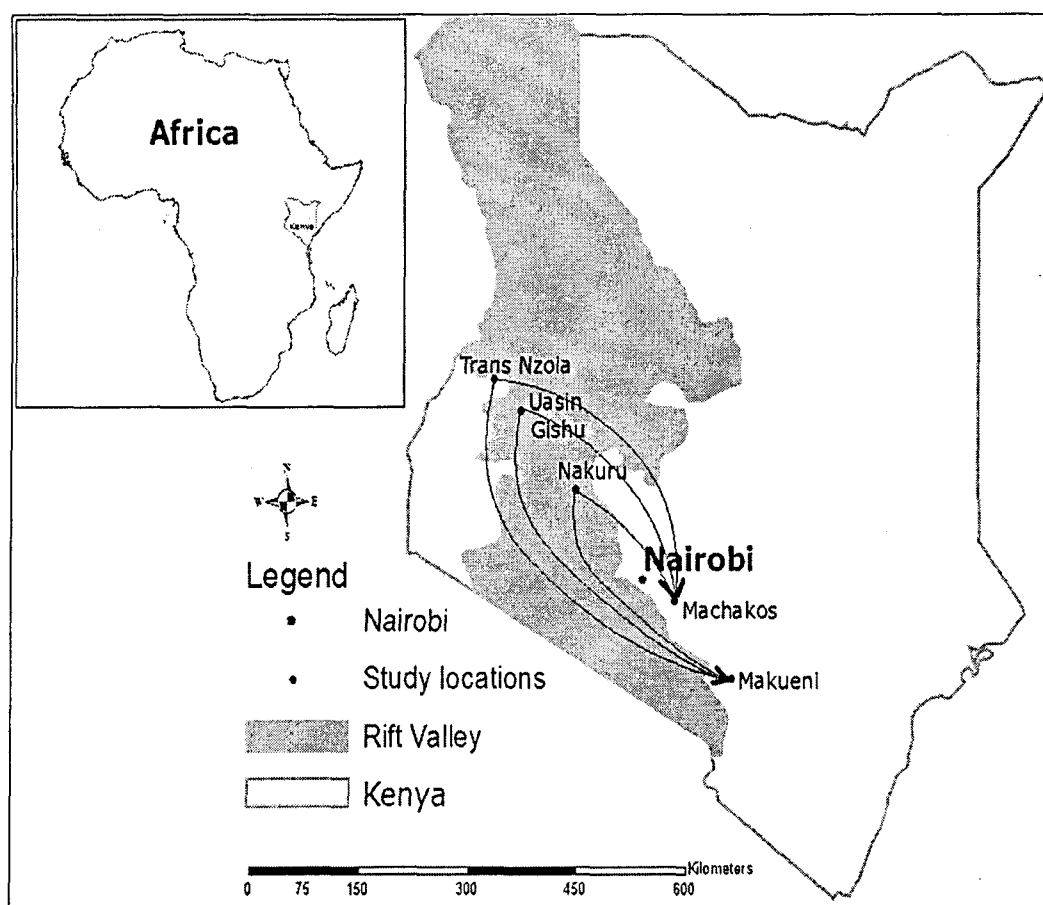 Africa
Kenya
Trans Nzoia
Uasin
Gishu
Nakuru
Nairobi
Machakos
Makueni
N
W E
S
Legend
Nairobi
Study locations
Rift Valley
Kenya
Kilometers
0 75 150 300 450 600